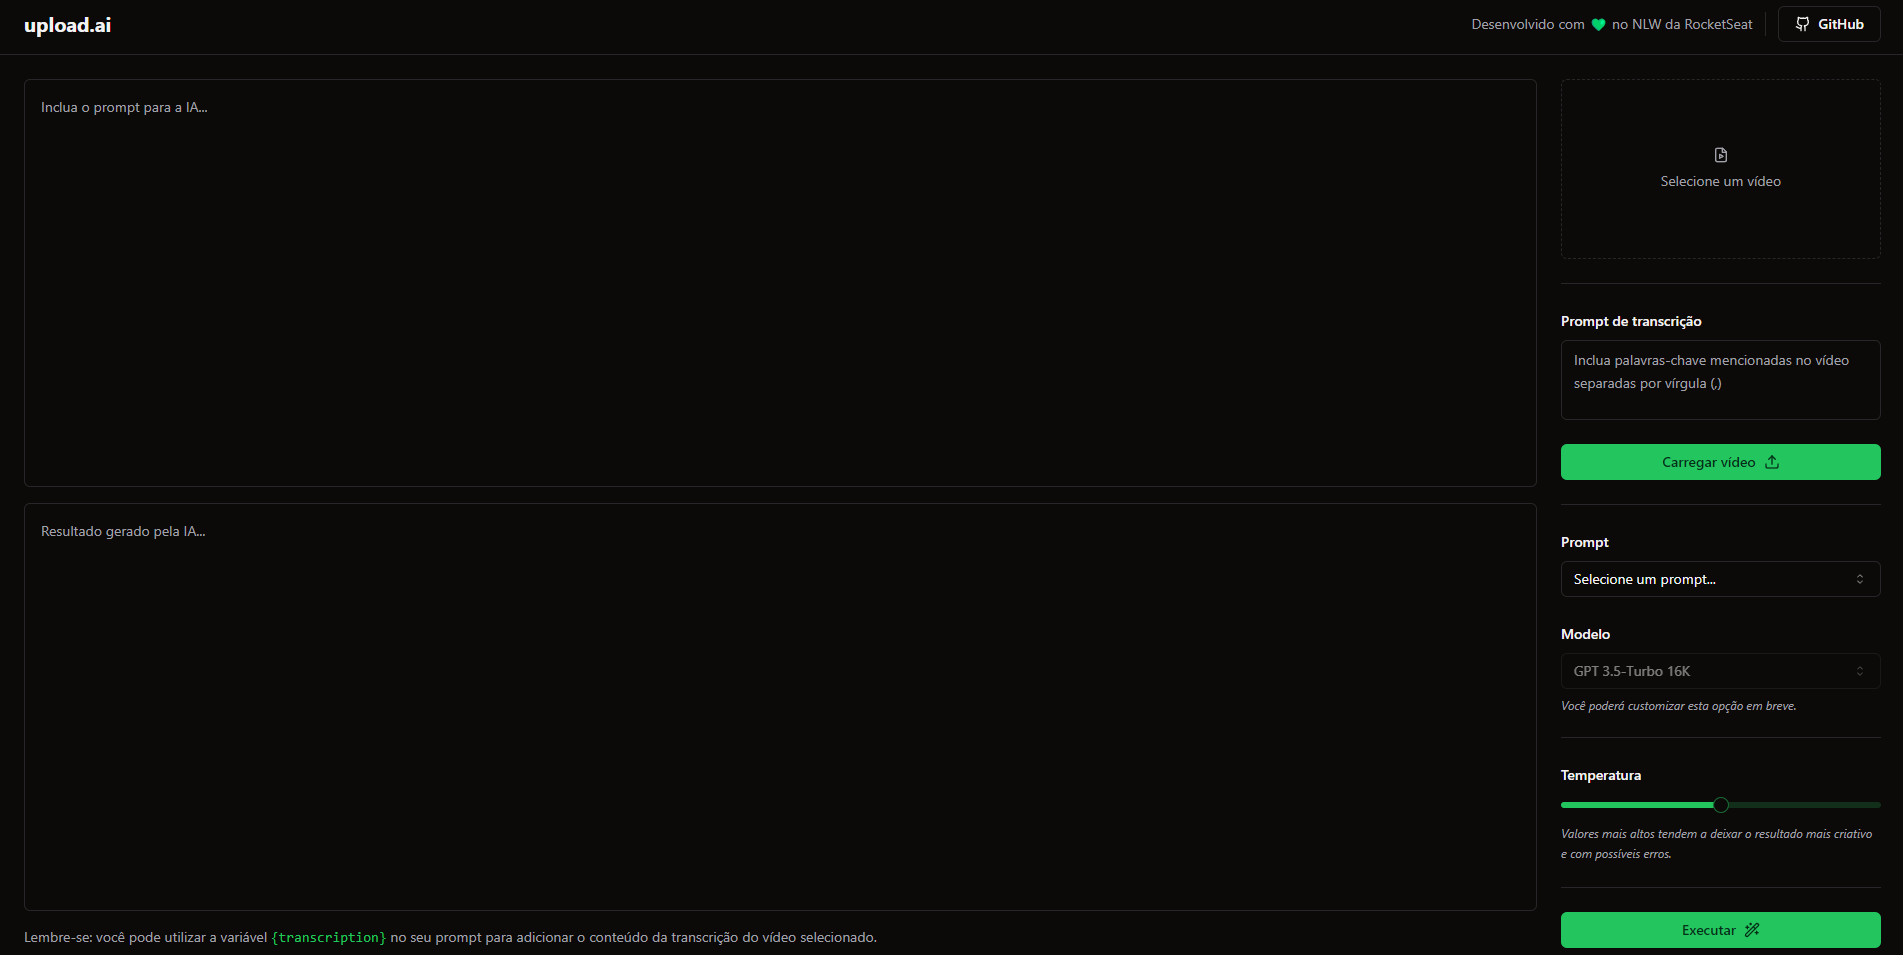 upload.ai
Desenvolvido com 💚 no NLW da RocketSeat
GitHub
Inclua o prompt para a IA...
Resultado gerado pela IA...
Lembre-se: você pode utilizar a variável {transcription} no seu prompt para adicionar o conteúdo da transcrição do vídeo selecionado.
Selecione um vídeo
Prompt de transcrição
Inclua palavras-chave mencionadas no vídeo
separadas por vírgula (,)
Carregar vídeo
Prompt
Selecione um prompt...
Modelo
GPT 3.5-Turbo 16K
Você poderá customizar esta opção em breve.
Temperatura
Valores mais altos tendem a deixar o resultado mais criativo
e com possíveis erros.
Executar